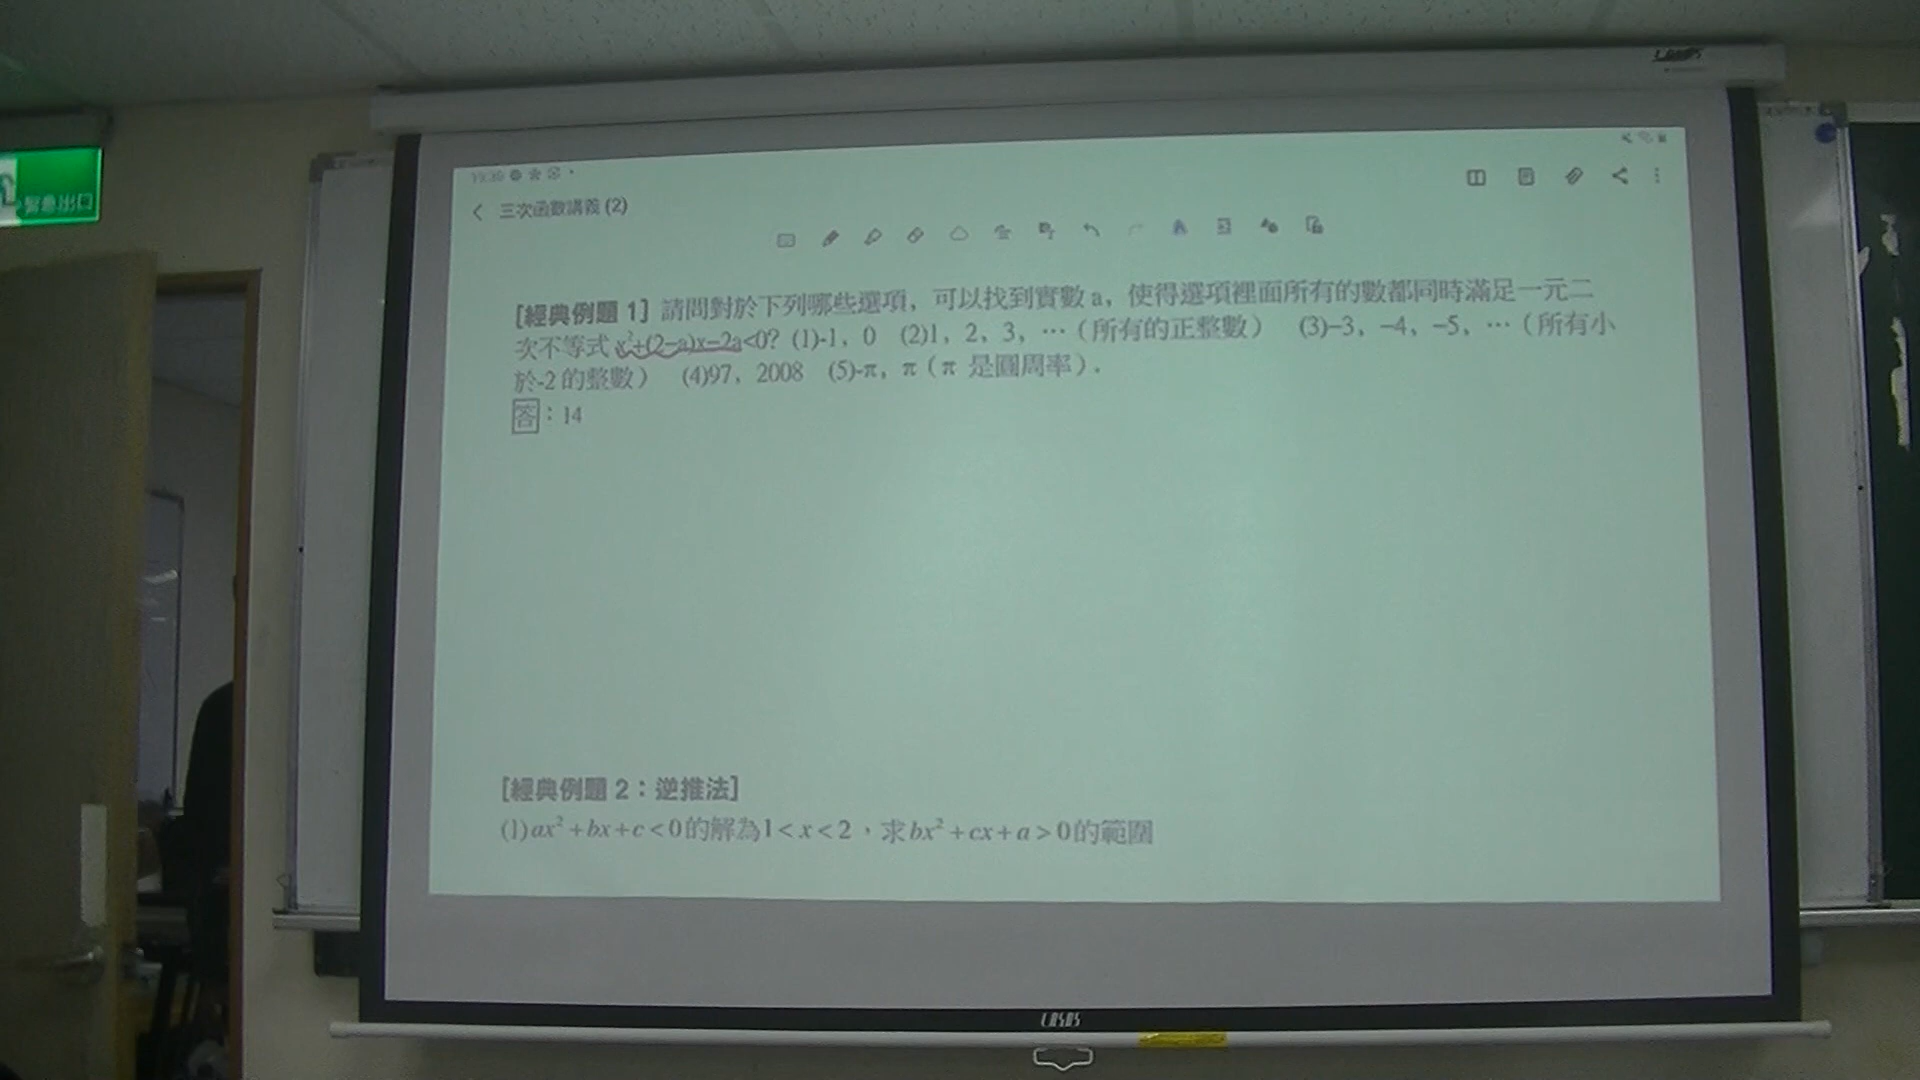 緊急出口
三次函數講義 (2)
[經典例題 1] 請問對於下列哪些選項，可以找到實數 a，使得選項裡面所有的數都同時滿足一元二
次不等式 x²+(2−a)x−2a<0? (1)-1，0 (2)1，2，3，⋯（所有的正整數） (3)−3，−4，−5，⋯（所有小
於-2 的整數） (4)97，2008 (5)-π，π（π 是圓周率）.
答：14
[經典例題 2：逆推法]
(1)ax²+bx+c<0的解為1<x<2，求bx²+cx+a>0的範圍